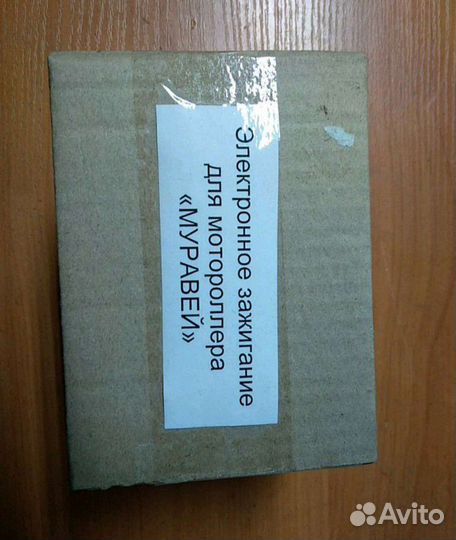 Электронное зажигание
для мотороллера
«МУРАВЕЙ»
Avito